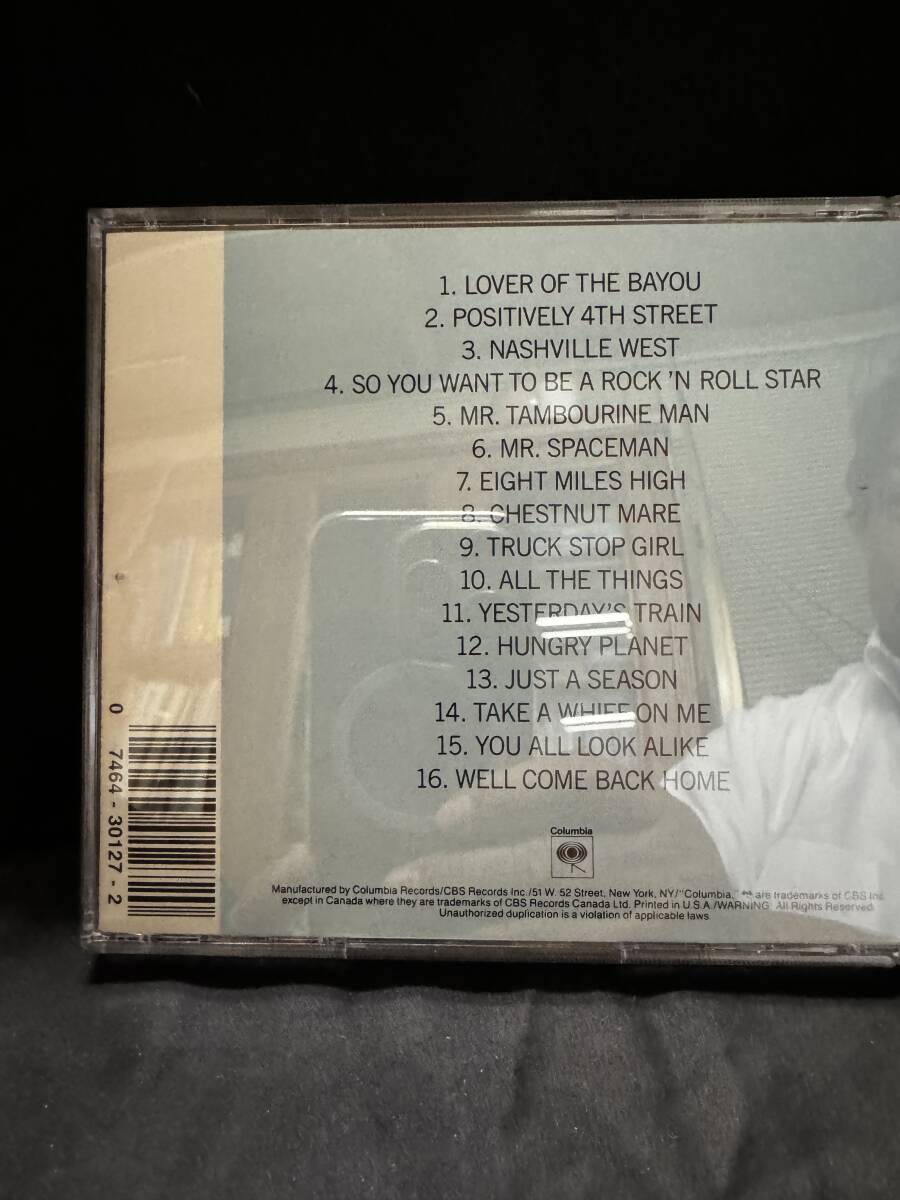 1. LOVER OF THE BAYOU
2. POSITIVELY 4TH STREET
3. NASHVILLE WEST
4. SO YOU WANT TO BE A ROCK 'N ROLL STAR
5. MR. TAMBOURINE MAN
6. MR. SPACEMAN
7. EIGHT MILES HIGH
8. CHESTNUT MARE
9. TRUCK STOP GIRL
10. ALL THE THINGS
11. YESTERDAY'S TRAIN
12. HUNGRY PLANET
13. JUST A SEASON
14. TAKE A WHIFF ON ME
15. YOU ALL LOOK ALIKE
16. WELL COME BACK HOME
0 7464-30127-2
Columbia
Manufactured by Columbia Records/CBS Records Inc./51 W. 52 Street, New York, NY/"Columbia," are trademarks of CBS Inc.
except in Canada where they are trademarks of CBS Records Canada Ltd. Printed in U.S.A./WARNING: All Rights Reserved.
Unauthorized duplication is a violation of applicable laws.